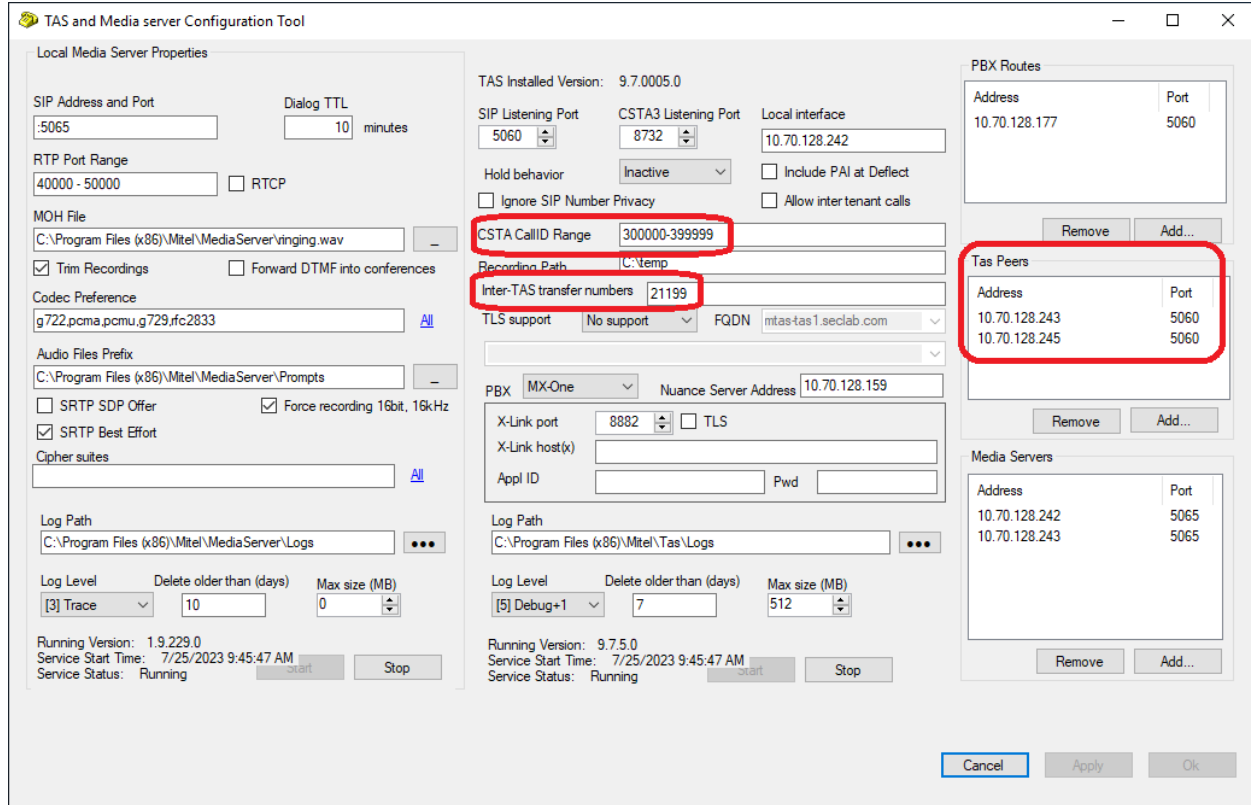 TAS and Media server Configuration Tool
Local Media Server Properties
SIP Address and Port
Dialog TTL
:5065
10 minutes
RTP Port Range
40000 - 50000
RTCP
MOH File
C:\Program Files (x86)\Mitel\MediaServer\ringing.wav
Trim Recordings
Forward DTMF into conferences
Codec Preference
g722,pcma,pcmu,g729,rfc2833
All
Audio Files Prefix
C:\Program Files (x86)\Mitel\MediaServer\Prompts
SRTP SDP Offer
Force recording 16bit, 16kHz
SRTP Best Effort
Cipher suites
All
Log Path
C:\Program Files (x86)\Mitel\MediaServer\Logs
Log Level
Delete older than (days)
Max size (MB)
[3] Trace
10
0
Running Version: 1.9.229.0
Service Start Time: 7/25/2023 9:45:47 AM
Service Status: Running
Start
Stop
TAS Installed Version: 9.7.0005.0
SIP Listening Port
CSTA3 Listening Port
Local interface
5060
8732
10.70.128.242
Hold behavior
Inactive
Include PAI at Deflect
Ignore SIP Number Privacy
Allow inter tenant calls
CSTA CallID Range
300000-399999
Recording Path
C:\temp
Inter-TAS transfer numbers
21199
TLS support
No support
FQDN
mtas-tas1.seclab.com
PBX
MX-One
Nuance Server Address
10.70.128.159
X-Link port
8882
TLS
X-Link host(x)
Appl ID
Pwd
Log Path
C:\Program Files (x86)\Mitel\Tas\Logs
Log Level
Delete older than (days)
Max size (MB)
[5] Debug+1
7
512
Running Version: 9.7.5.0
Service Start Time: 7/25/2023 9:45:47 AM
Service Status: Running
Start
Stop
PBX Routes
Address Port
10.70.128.177 5060
Remove
Add...
Tas Peers
Address Port
10.70.128.243 5060
10.70.128.245 5060
Remove
Add...
Media Servers
Address Port
10.70.128.242 5065
10.70.128.243 5065
Remove
Add...
Cancel
Apply
Ok